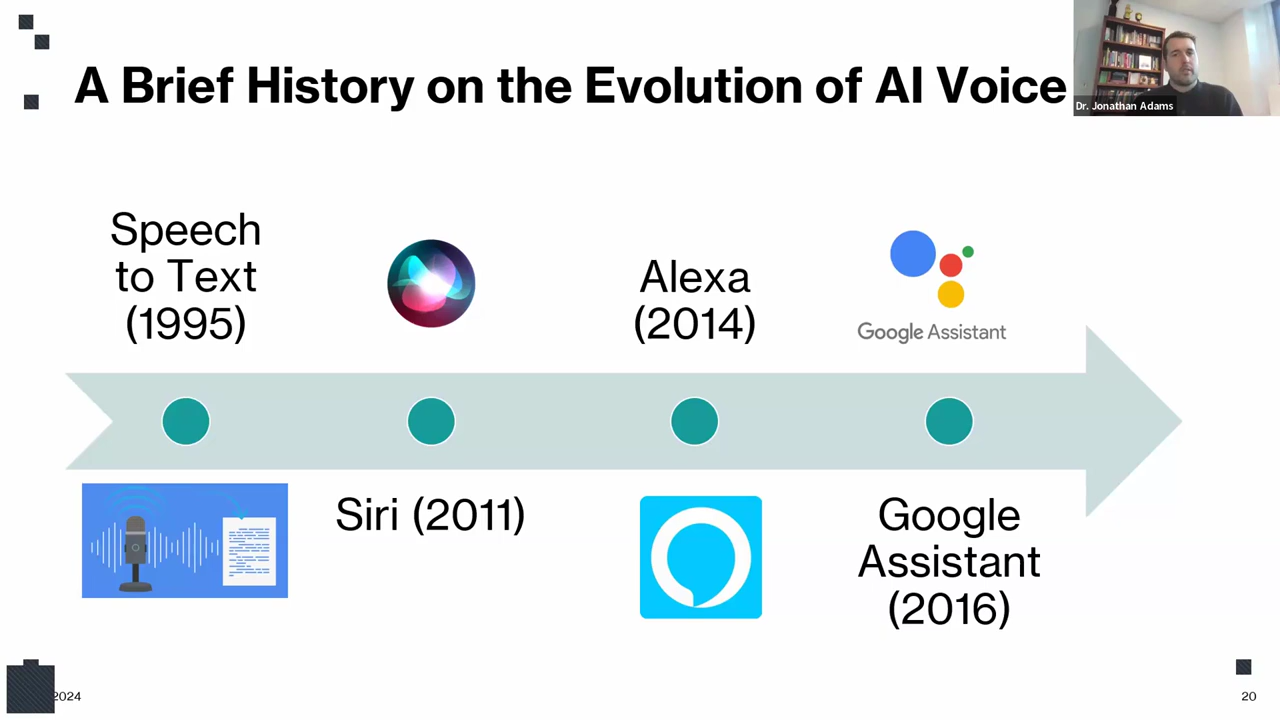 A Brief History on the Evolution of AI Voice
Dr. Jonathan Adams
Speech
to Text
(1995)
Siri (2011)
Alexa
(2014)
Google Assistant
Google
Assistant
(2016)
2024
20